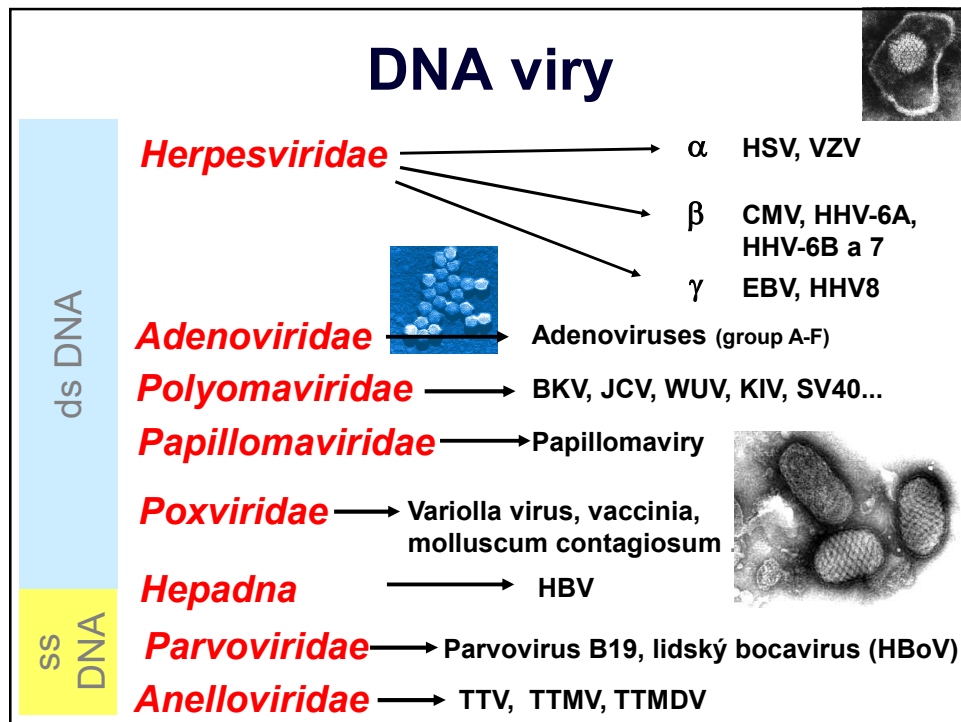 DNA viry
ds DNA
Herpesviridae
α HSV, VZV
β CMV, HHV-6A,
HHV-6B a 7
γ EBV, HHV8
Adenoviridae Adenoviruses (group A-F)
Polyomaviridae BKV, JCV, WUV, KIV, SV40...
Papillomaviridae Papillomaviry
Poxviridae Variolla virus, vaccinia,
molluscum contagiosum .
Hepadna HBV
ss
DNA
Parvoviridae Parvovirus B19, lidský bocavirus (HBoV)
Anelloviridae TTV, TTMV, TTMDV